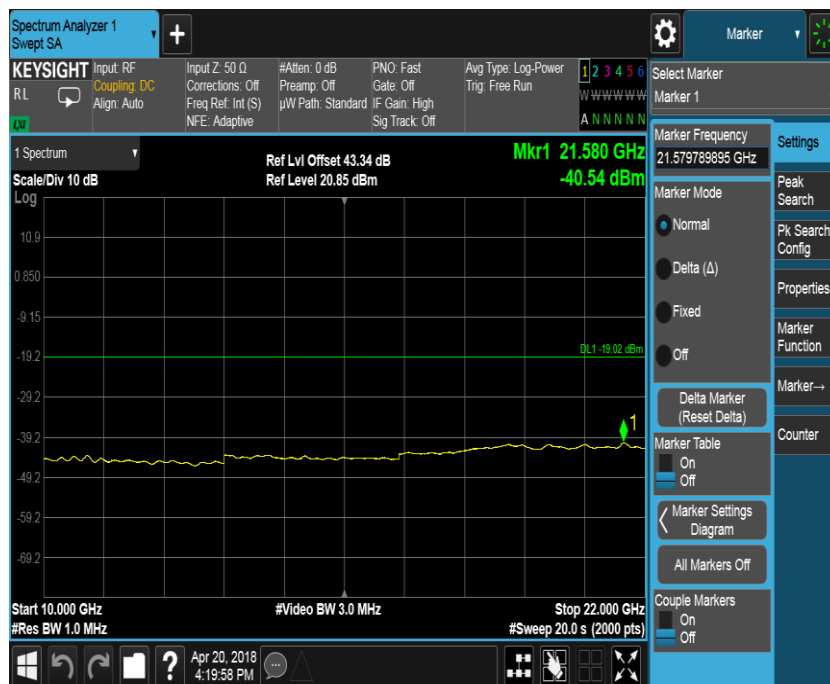 Spectrum Analyzer 1
Swept SA
+
Marker
KEYSIGHT
RL
LXI
Input: RF
Coupling: DC
Align: Auto
Input Z: 50 Ω
Corrections: Off
Freq Ref: Int (S)
NFE: Adaptive
#Atten: 0 dB
Preamp: Off
µW Path: Standard
PNO: Fast
Gate: Off
IF Gain: High
Sig Track: Off
Avg Type: Log-Power
Trig: Free Run
1 2 3 4 5 6
W W W W W W
A N N N N N
Select Marker
Marker 1
1 Spectrum
Scale/Div 10 dB
Log
Ref Lvl Offset 43.34 dB
Ref Level 20.85 dBm
Mkr1 21.580 GHz
-40.54 dBm
10.9
0.850
-9.15
-19.2
-29.2
-39.2
-49.2
-59.2
-69.2
DL1 -19.02 dBm
1
Start 10.000 GHz
#Res BW 1.0 MHz
#Video BW 3.0 MHz
Stop 22.000 GHz
#Sweep 20.0 s (2000 pts)
Marker Frequency
21.579789895 GHz
Marker Mode
Normal
Delta (Δ)
Fixed
Off
Delta Marker
(Reset Delta)
Marker Table
On
Off
Marker Settings
Diagram
All Markers Off
Couple Markers
On
Off
Settings
Peak
Search
Pk Search
Config
Properties
Marker
Function
Marker→
Counter
?
Apr 20, 2018
4:19:58 PM